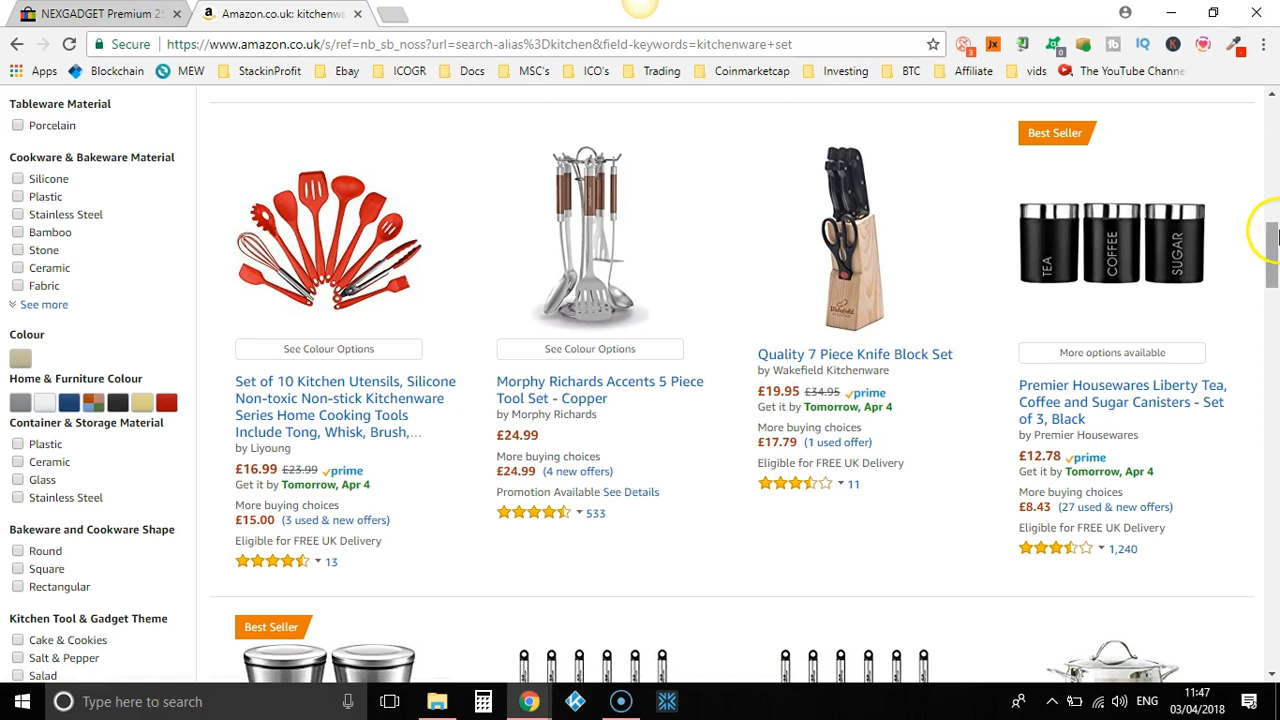 NEXGADGET Premium 25
Amazon.co.uk: kitchenwa
Secure
https://www.amazon.co.uk/s/ref=nb_sb_noss?url=search-alias%3Dkitchen&field-keywords=kitchenware+set
Apps Blockchain MEW StackinProfit Ebay ICOGR Docs MSC's ICO's Trading Coinmarketcap Investing BTC Affiliate vids The YouTube Channe
Tableware Material
Porcelain
Cookware & Bakeware Material
Silicone
Plastic
Stainless Steel
Bamboo
Stone
Ceramic
Fabric
See more
Colour
Home & Furniture Colour
Container & Storage Material
Plastic
Ceramic
Glass
Stainless Steel
Bakeware and Cookware Shape
Round
Square
Rectangular
Kitchen Tool & Gadget Theme
Cake & Cookies
Salt & Pepper
Salad
See Colour Options
Set of 10 Kitchen Utensils, Silicone
Non-toxic Non-stick Kitchenware
Series Home Cooking Tools
Include Tong, Whisk, Brush,...
by Liyoung
£16.99 £23.99 prime
Get it by Tomorrow, Apr 4
More buying choices
£15.00 (3 used & new offers)
Eligible for FREE UK Delivery
13
See Colour Options
Morphy Richards Accents 5 Piece
Tool Set - Copper
by Morphy Richards
£24.99
More buying choices
£24.99 (4 new offers)
Promotion Available See Details
533
Quality 7 Piece Knife Block Set
by Wakefield Kitchenware
£19.95 £34.95 prime
Get it by Tomorrow, Apr 4
More buying choices
£17.79 (1 used offer)
Eligible for FREE UK Delivery
11
Best Seller
TEA
COFFEE
SUGAR
More options available
Premier Housewares Liberty Tea,
Coffee and Sugar Canisters - Set
of 3, Black
by Premier Housewares
£12.78 prime
Get it by Tomorrow, Apr 4
More buying choices
£8.43 (27 used & new offers)
Eligible for FREE UK Delivery
1,240
Best Seller
Type here to search
ENG
11:47
03/04/2018